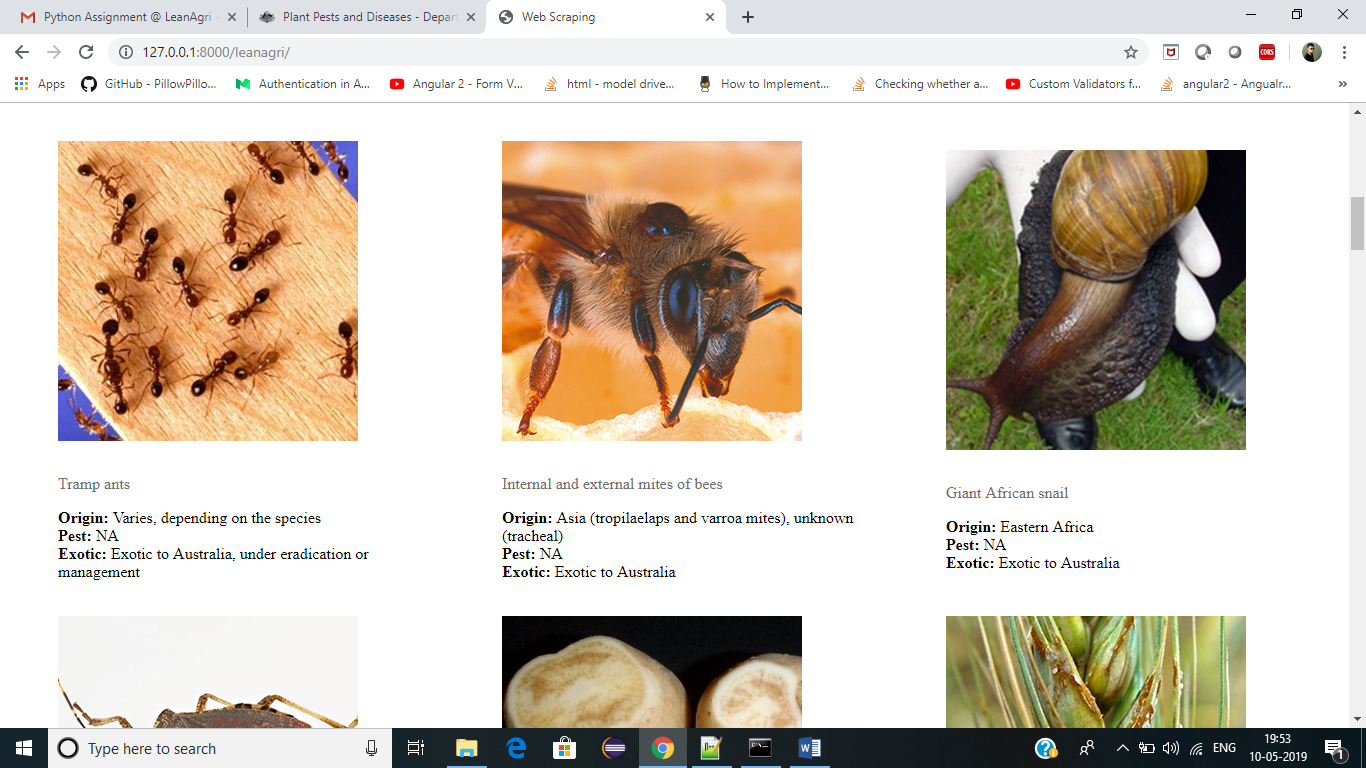 Python Assignment @ LeanAgri -
Plant Pests and Diseases - Depart
Web Scraping
127.0.0.1:8000/leanagri/
Apps
GitHub - PillowPillo...
Authentication in A...
Angular 2 - Form V...
html - model drive...
How to Implement...
Checking whether a...
Custom Validators f...
angular2 - Angualr...
»
CORS
Tramp ants
Origin: Varies, depending on the species
Pest: NA
Exotic: Exotic to Australia, under eradication or
management
Internal and external mites of bees
Origin: Asia (tropilaelaps and varroa mites), unknown
(tracheal)
Pest: NA
Exotic: Exotic to Australia
Giant African snail
Origin: Eastern Africa
Pest: NA
Exotic: Exotic to Australia
Type here to search
ENG
19:53
10-05-2019
1